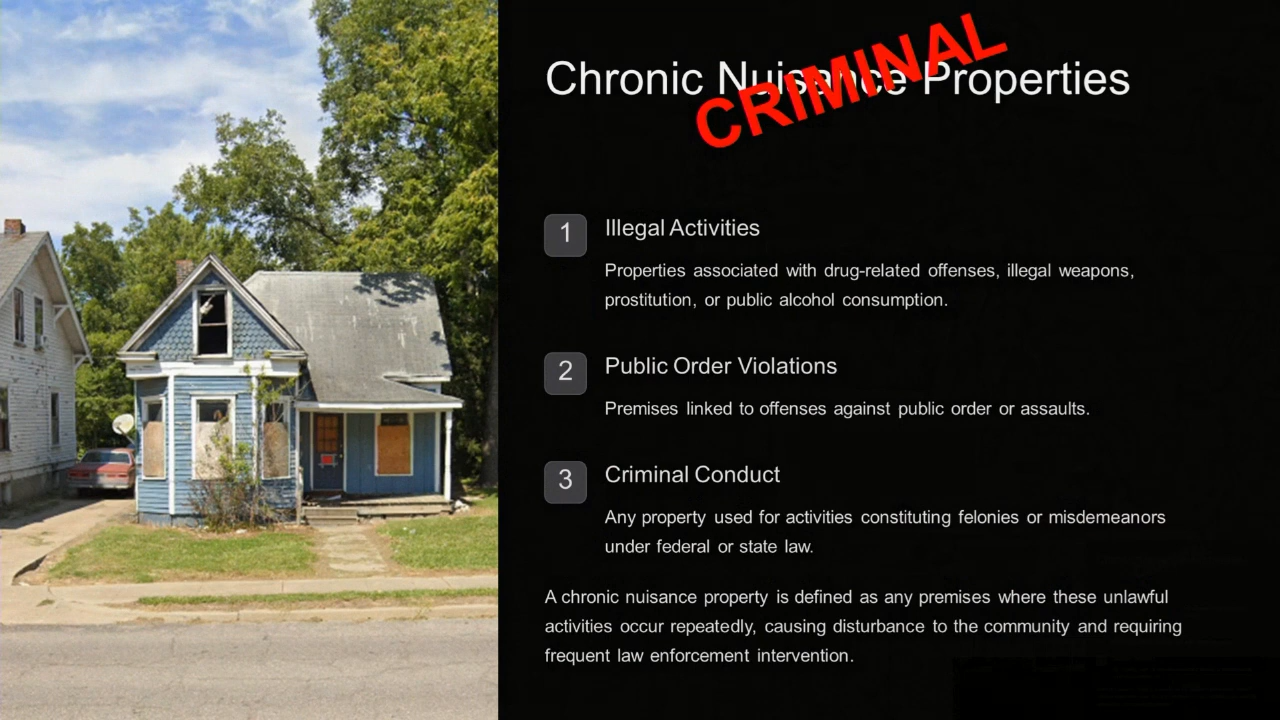 Chronic Nuisance Properties
CRIMINAL
1
Illegal Activities
Properties associated with drug-related offenses, illegal weapons,
prostitution, or public alcohol consumption.
2
Public Order Violations
Premises linked to offenses against public order or assaults.
3
Criminal Conduct
Any property used for activities constituting felonies or misdemeanors
under federal or state law.
A chronic nuisance property is defined as any premises where these unlawful
activities occur repeatedly, causing disturbance to the community and requiring
frequent law enforcement intervention.